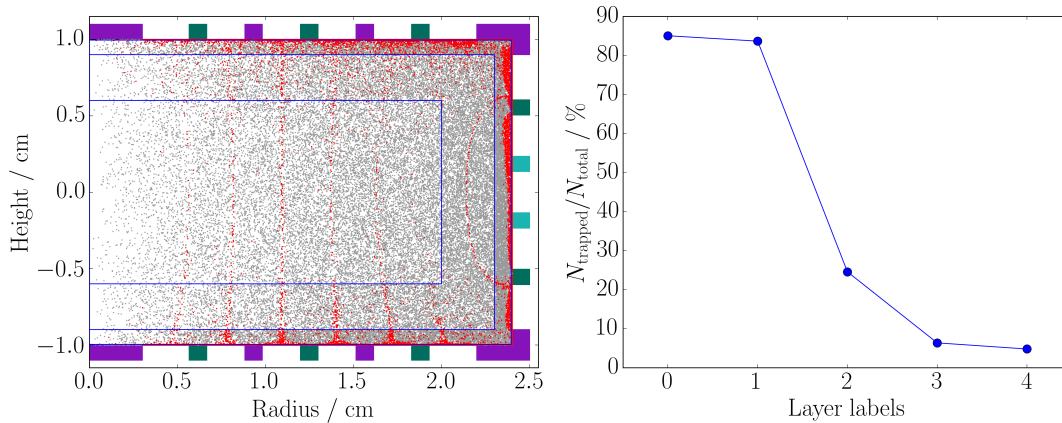 1.0
0.5
0.0
−0.5
−1.0
Height / cm
0.0 0.5 1.0 1.5 2.0 2.5
Radius / cm
90
80
70
60
50
40
30
20
10
0
N_trapped/N_total / %
0 1 2 3 4
Layer labels